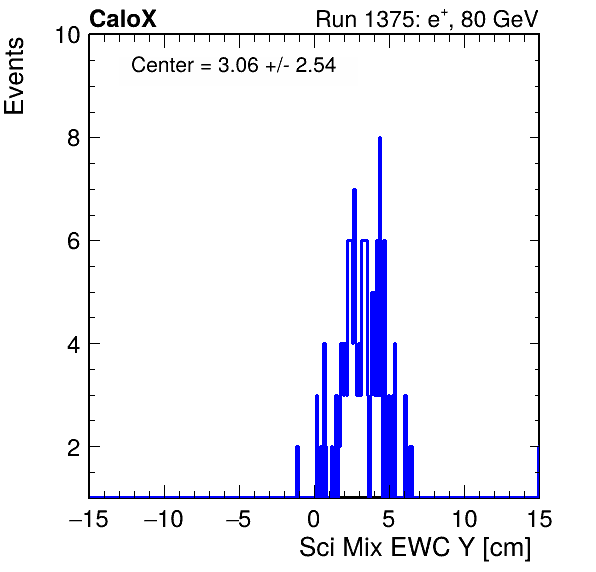 CaloX Run 1375: e⁺, 80 GeV
Center = 3.06 +/- 2.54
Events
10
8
6
4
2
−15 −10 −5 0 5 10 15
Sci Mix EWC Y [cm]